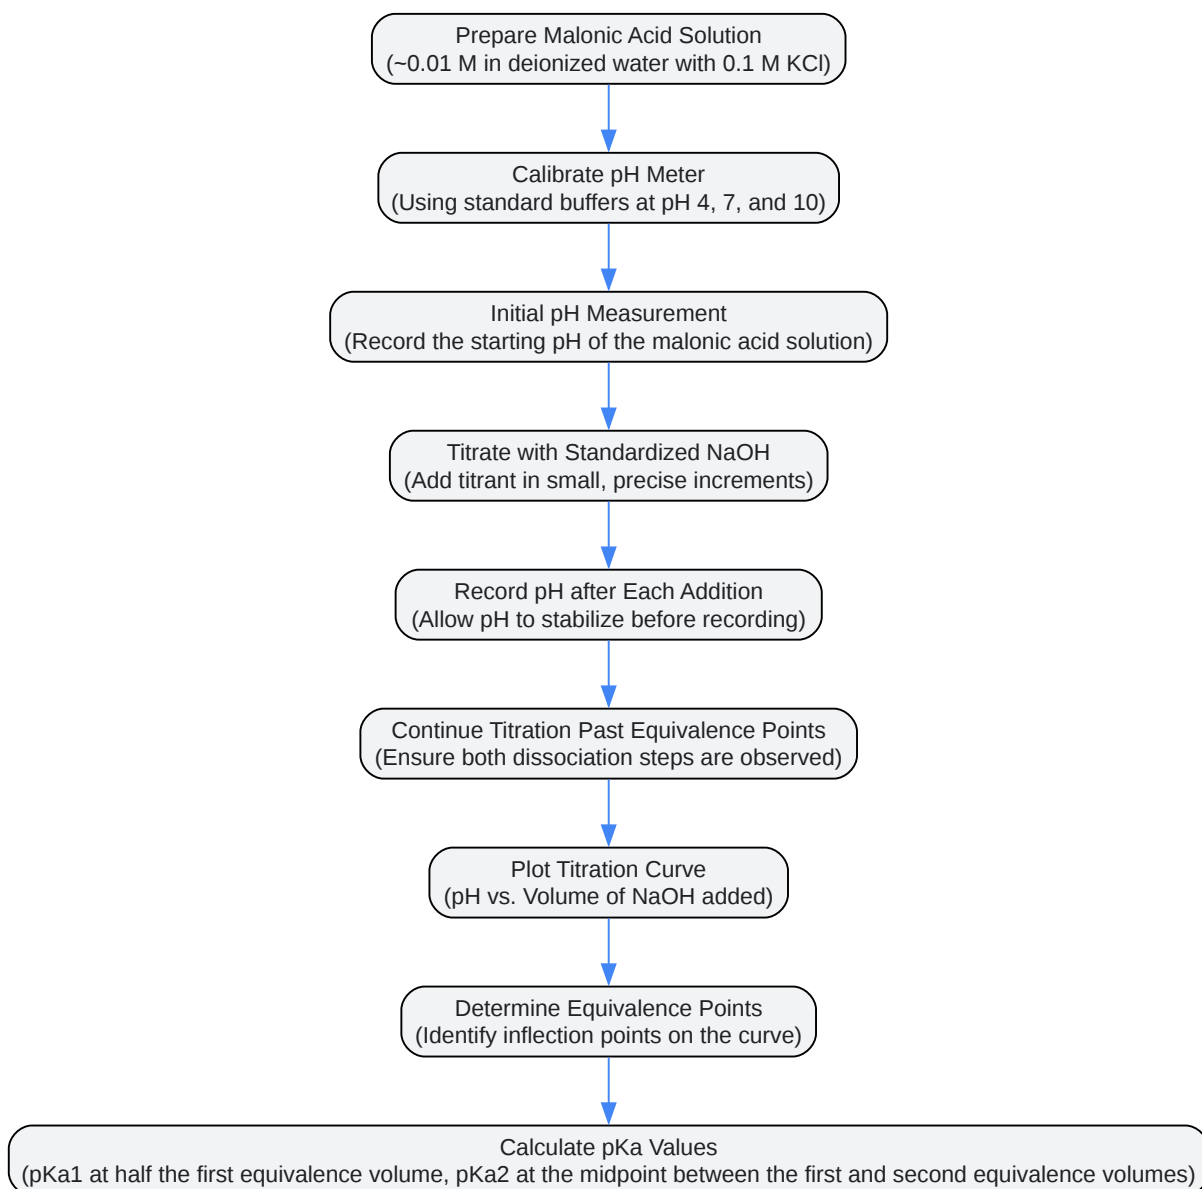 Prepare Malonic Acid Solution
(~0.01 M in deionized water with 0.1 M KCl)
Calibrate pH Meter
(Using standard buffers at pH 4, 7, and 10)
Initial pH Measurement
(Record the starting pH of the malonic acid solution)
Titrate with Standardized NaOH
(Add titrant in small, precise increments)
Record pH after Each Addition
(Allow pH to stabilize before recording)
Continue Titration Past Equivalence Points
(Ensure both dissociation steps are observed)
Plot Titration Curve
(pH vs. Volume of NaOH added)
Determine Equivalence Points
(Identify inflection points on the curve)
Calculate pKa Values
(pKa1 at half the first equivalence volume, pKa2 at the midpoint between the first and second equivalence volumes)